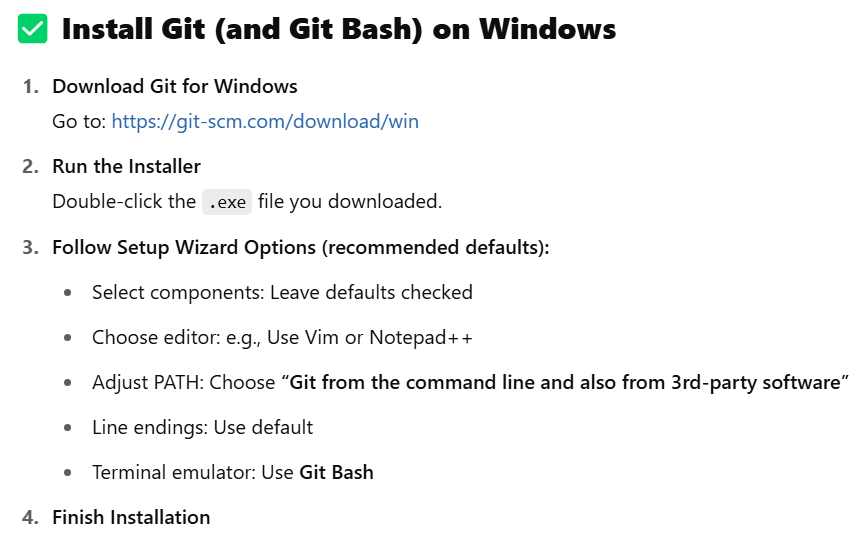 ✅ Install Git (and Git Bash) on Windows
1. Download Git for Windows
Go to: https://git-scm.com/download/win
2. Run the Installer
Double-click the .exe file you downloaded.
3. Follow Setup Wizard Options (recommended defaults):
• Select components: Leave defaults checked
• Choose editor: e.g., Use Vim or Notepad++
• Adjust PATH: Choose “Git from the command line and also from 3rd-party software”
• Line endings: Use default
• Terminal emulator: Use Git Bash
4. Finish Installation